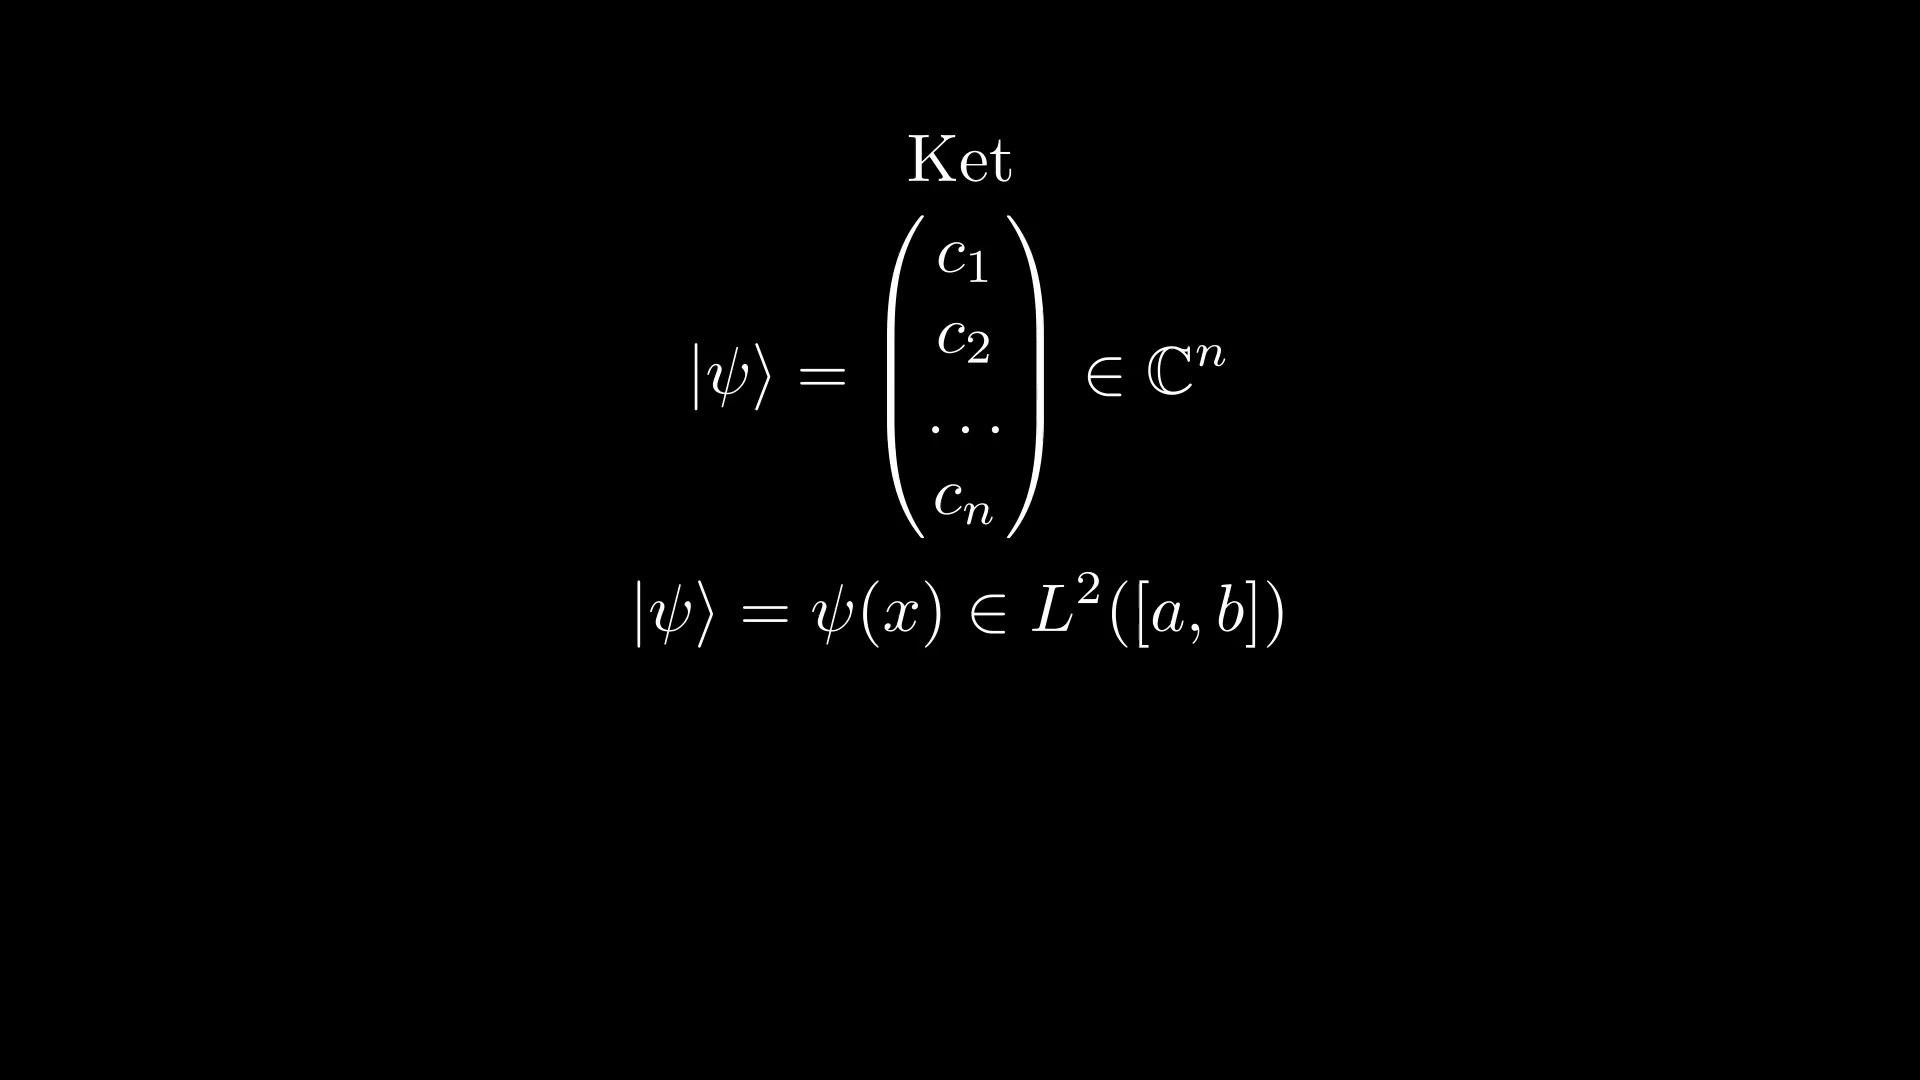 Ket
|ψ⟩ = (c₁ c₂ ... cₙ) ∈ ℂⁿ
|ψ⟩ = ψ(x) ∈ L²([a, b])